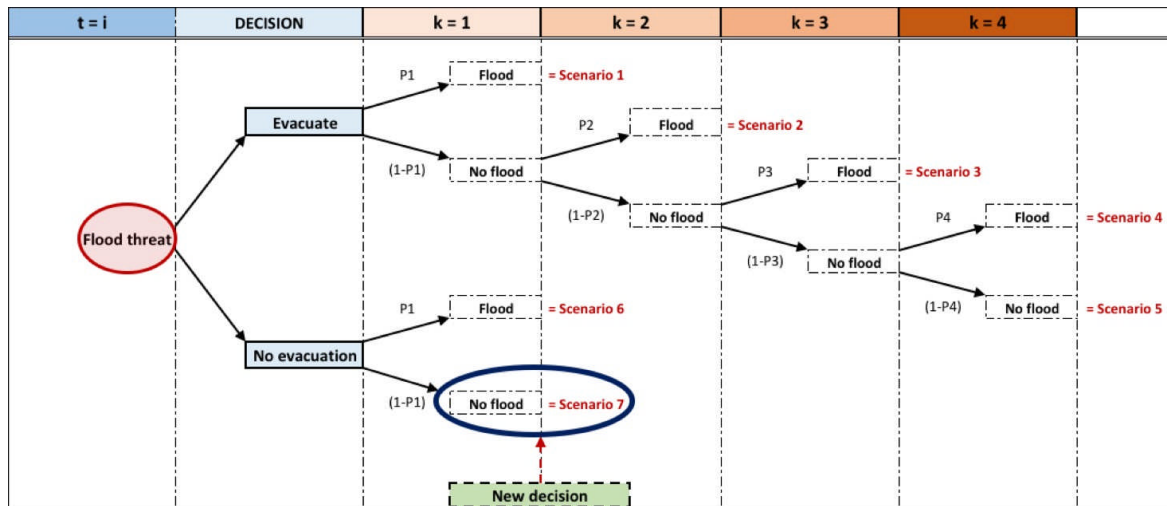 t = i DECISION k = 1 k = 2 k = 3 k = 4
P1 Flood = Scenario 1
Evacuate P2 Flood = Scenario 2
(1-P1) No flood P3 Flood = Scenario 3
(1-P2) No flood P4 Flood = Scenario 4
Flood threat
(1-P3) No flood
P1 Flood = Scenario 6 (1-P4) No flood = Scenario 5
No evacuation
(1-P1) No flood = Scenario 7
New decision